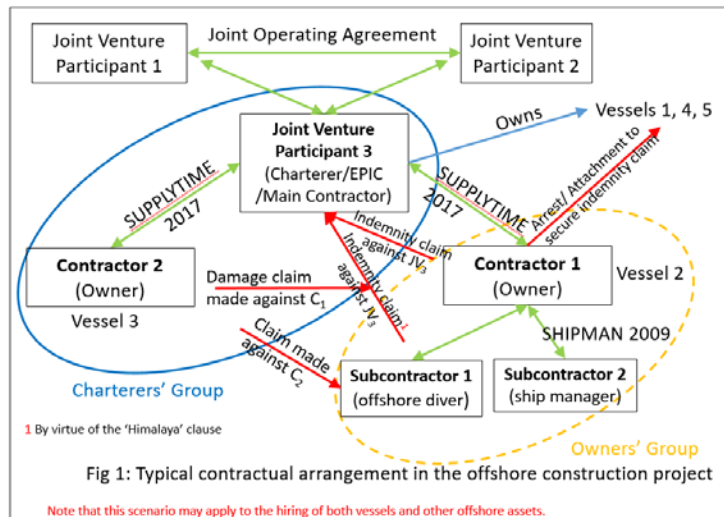 Joint Operating Agreement
Joint Venture
Participant 1
Joint Venture
Participant 2
Joint Venture
Participant 3
(Charterer/EPIC
/Main Contractor)
Owns
Vessels 1, 4, 5
SUPPLYTIME
2017
SUPPLYTIME
2017
Arrest/ Attachment to
secure indemnity claim
Indemnity claim
against JV3
Indemnity claim1
against JV3
Contractor 2
(Owner)
Vessel 3
Damage claim
made against C1
Contractor 1
(Owner)
Vessel 2
Claim made
against C2
SHIPMAN 2009
Subcontractor 1
(offshore diver)
Subcontractor 2
(ship manager)
Charterers' Group
Owners' Group
1 By virtue of the 'Himalaya' clause
Fig 1: Typical contractual arrangement in the offshore construction project
Note that this scenario may apply to the hiring of both vessels and other offshore assets.